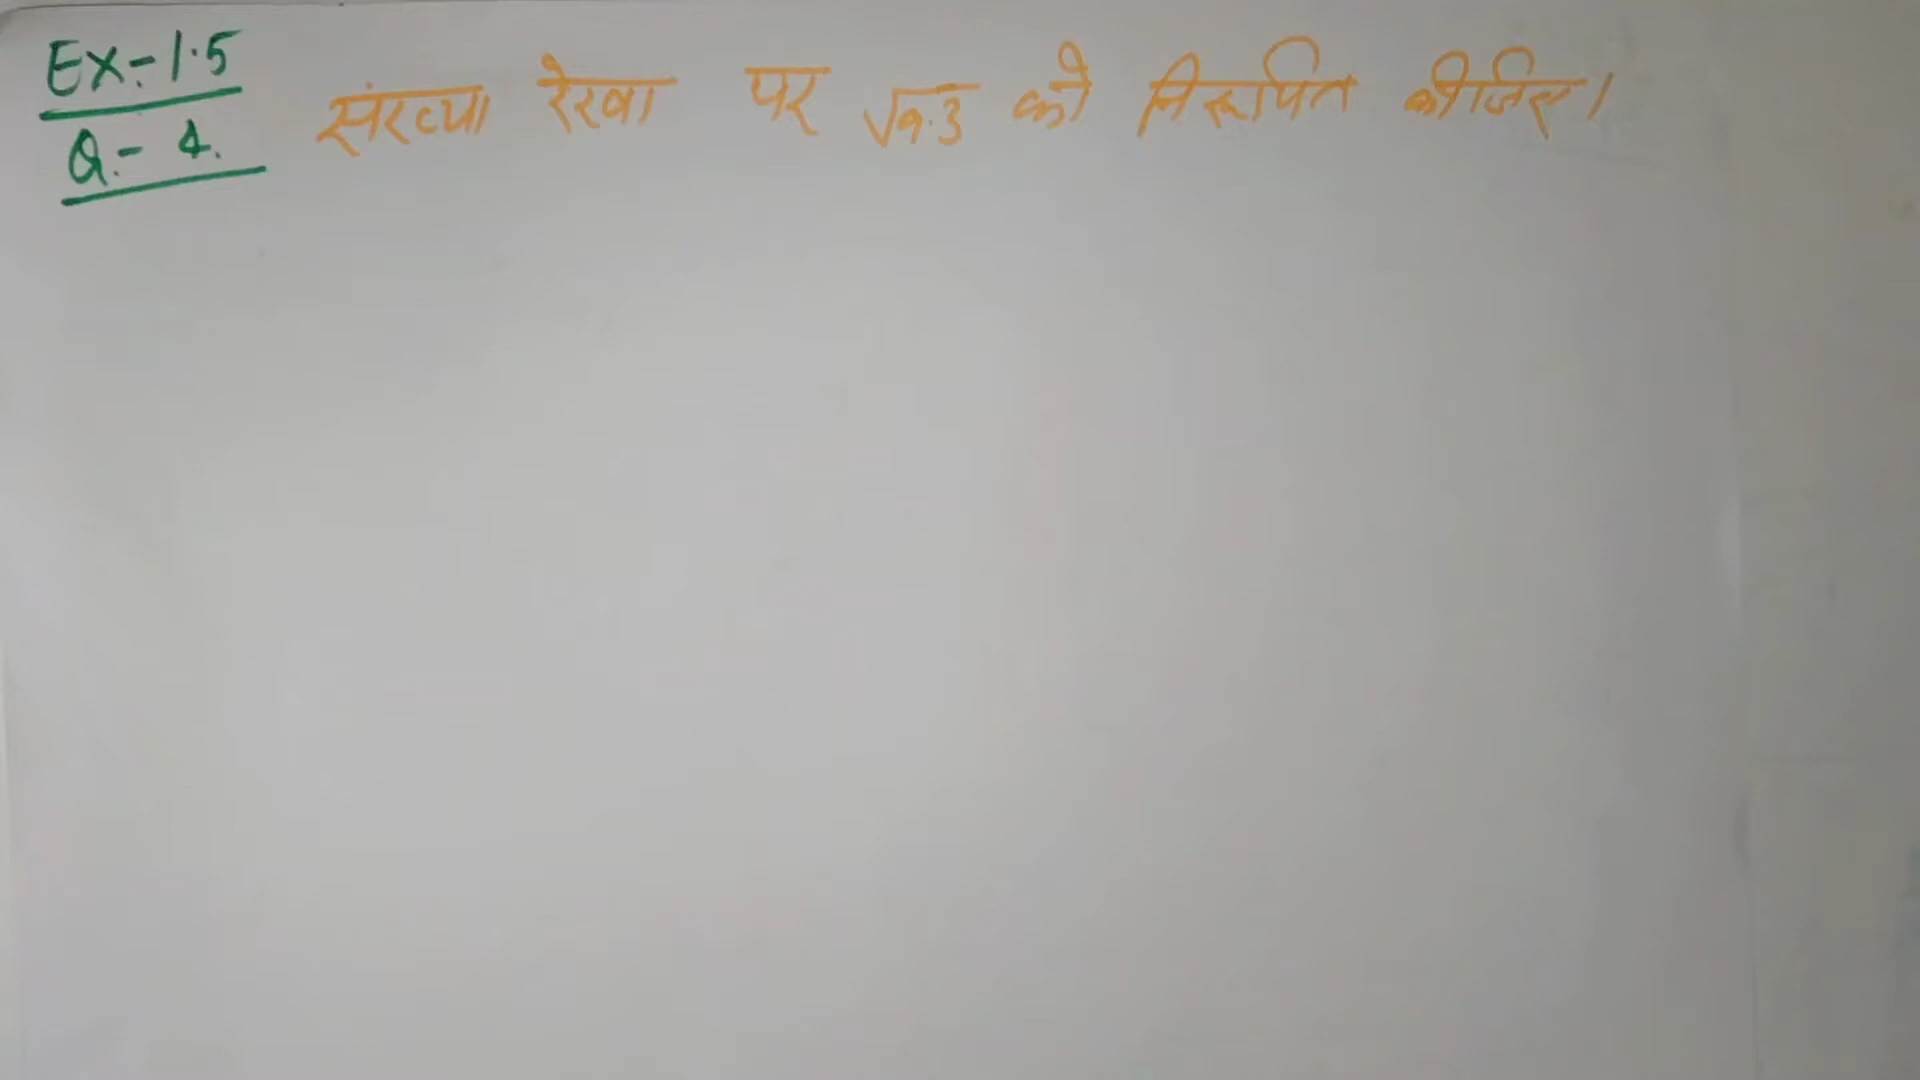 Ex:- 1.5
Q.- 4. संख्या रेखा पर √9.3 को निरूपित कीजिए।